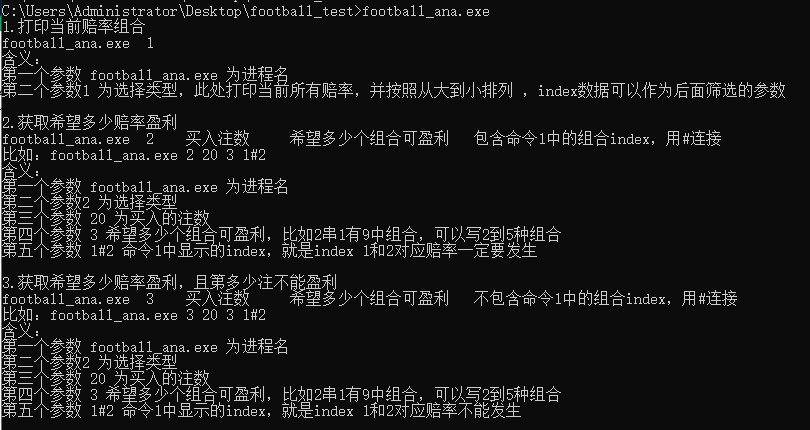 C:\Users\Administrator\Desktop\football_test>football_ana.exe
1.打印当前赔率组合
football_ana.exe  1
含义:
第一个参数 football_ana.exe 为进程名
第二个参数1 为选择类型, 此处打印当前所有赔率, 并按照从大到小排列 , index数据可以作为后面筛选的参数
2.获取希望多少赔率盈利
football_ana.exe  2    买入注数     希望多少个组合可盈利   包含命令1中的组合index, 用#连接
比如: football_ana.exe 2 20 3 1#2
含义:
第一个参数 football_ana.exe 为进程名
第二个参数2 为选择类型
第三个参数 20 为买入的注数
第四个参数 3 希望多少个组合可盈利, 比如2串1有9中组合, 可以写2到5种组合
第五个参数 1#2 命令1中显示的index, 就是index 1和2对应赔率一定要发生
3.获取希望多少赔率盈利, 且第多少注不能盈利
football_ana.exe  3    买入注数     希望多少个组合可盈利   不包含命令1中的组合index, 用#连接
比如: football_ana.exe 3 20 3 1#2
含义:
第一个参数 football_ana.exe 为进程名
第二个参数2 为选择类型
第三个参数 20 为买入的注数
第四个参数 3 希望多少个组合可盈利, 比如2串1有9中组合, 可以写2到5种组合
第五个参数 1#2 命令1中显示的index, 就是index 1和2对应赔率不能发生